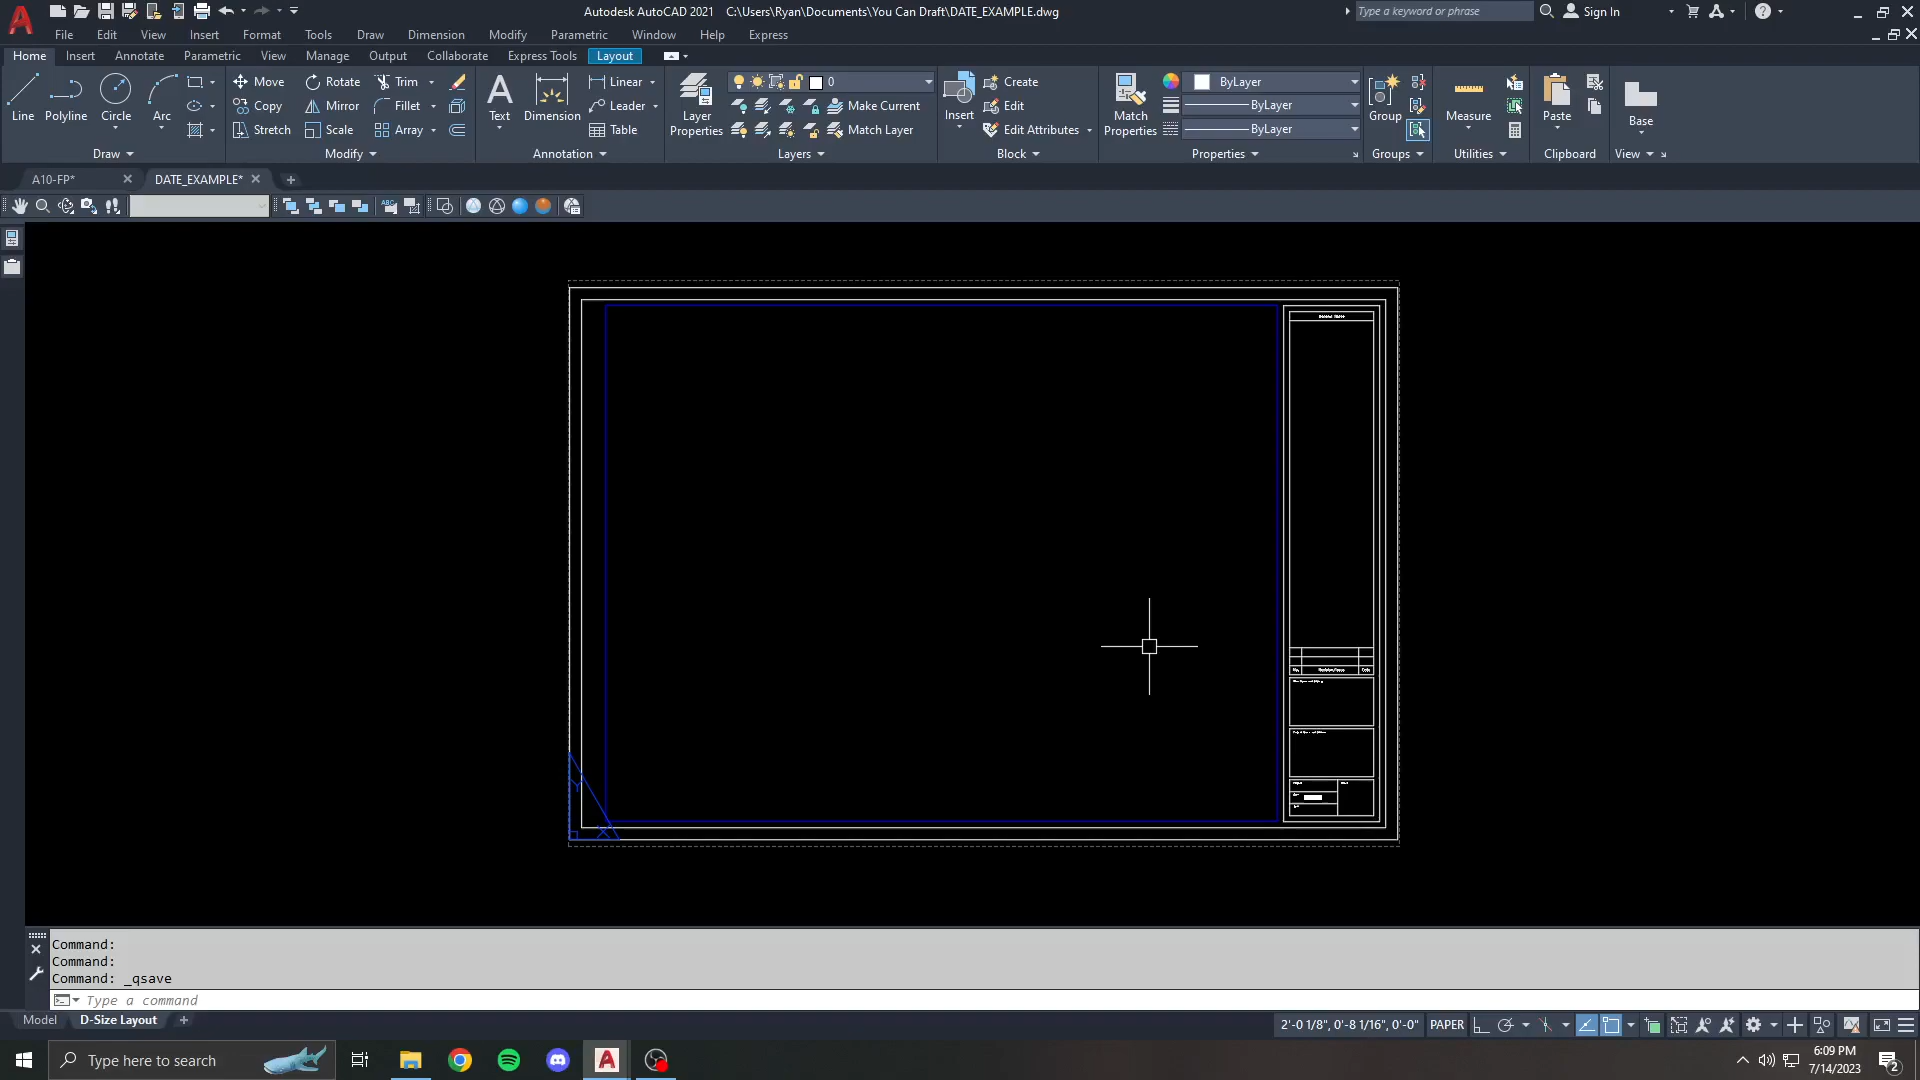 Autodesk AutoCAD 2021 C:\Users\Ryan\Documents\You Can Draft\DATE_EXAMPLE.dwg
Type a keyword or phrase
Sign In
File Edit View Insert Format Tools Draw Dimension Modify Parametric Window Help Express
Home Insert Annotate Parametric View Manage Output Collaborate Express Tools Layout
Line Polyline Circle Arc
Move Rotate Trim
Copy Mirror Fillet
Stretch Scale Array
Text Dimension
Linear
Leader
Table
Layer Properties
0
Make Current
Match Layer
Insert
Create
Edit
Edit Attributes
Match Properties
ByLayer
ByLayer
ByLayer
Group
Measure
Paste
Base
Draw Modify Annotation Layers Block Properties Groups Utilities Clipboard View
A10-FP* DATE_EXAMPLE*
ABC
Y
X
Command:
Command:
Command: _qsave
Type a command
Model D-Size Layout
2'-0 1/8", 0'-8 1/16", 0'-0" PAPER
Type here to search
6:09 PM
7/14/2023
2